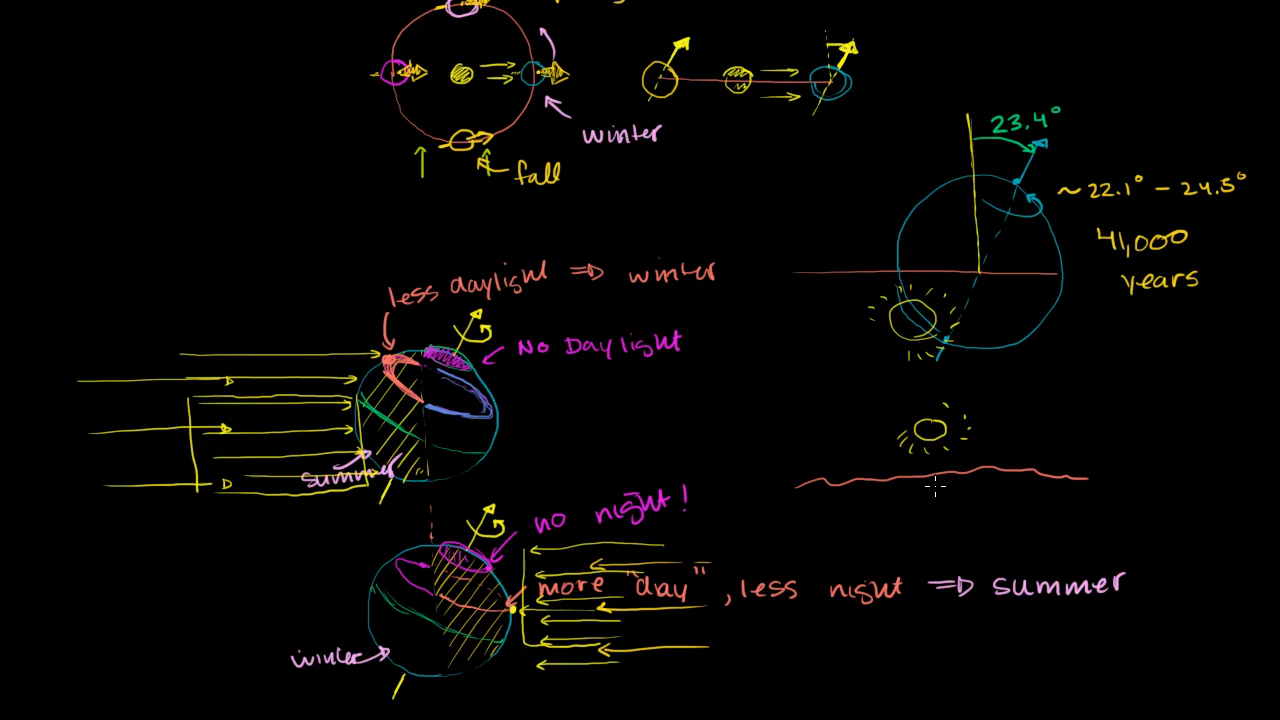 winter
fall
23.4°
~ 22.1° - 24.5°
41,000
years
less daylight ⇒ winter
No Daylight
summer
no night!
more "day", less night ⇒ summer
winter